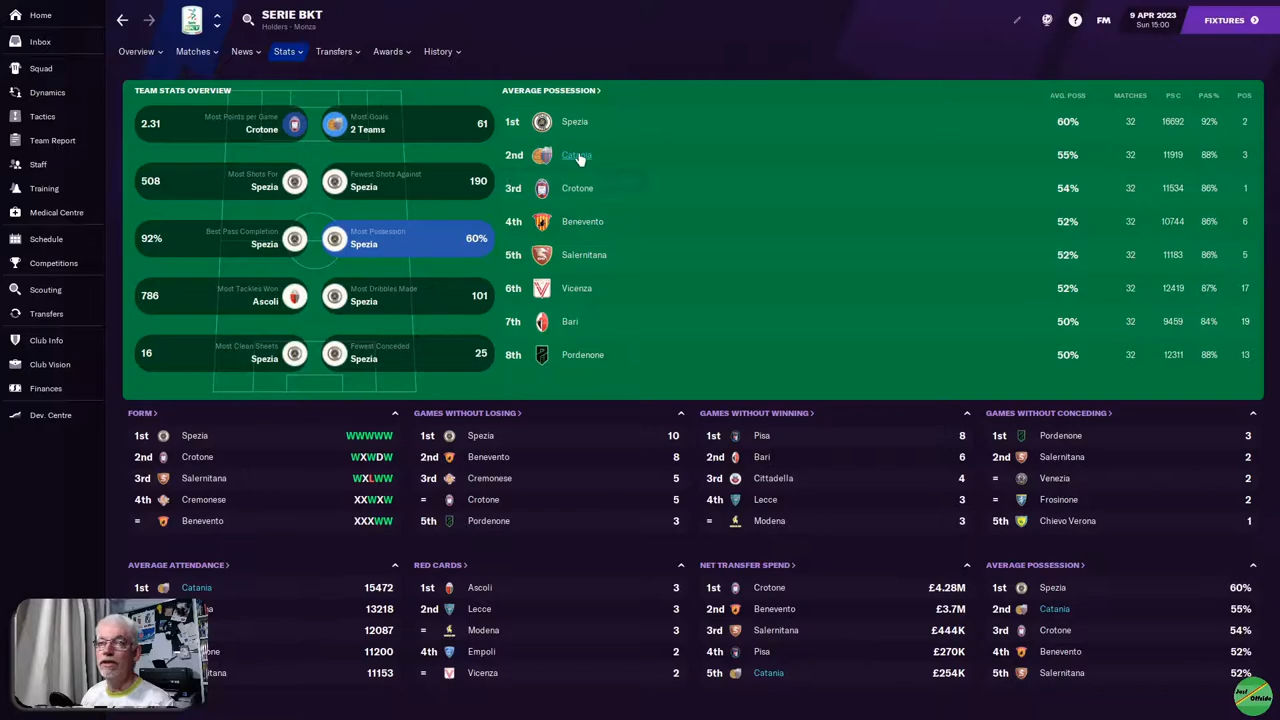 Home
Inbox
Squad
Dynamics
Tactics
Team Report
Staff
Training
Medical Centre
Schedule
Competitions
Scouting
Transfers
Club Info
Club Vision
Finances
Dev. Centre
SERIE BKT
Holders - Monza
FM
9 APR 2023
Sun 15:00
FIXTURES
Overview Matches News Stats Transfers Awards History
TEAM STATS OVERVIEW
2.31 Most Points per Game Crotone
Most Goals 2 Teams 61
508 Most Shots For Spezia
Fewest Shots Against Spezia 190
92% Best Pass Completion Spezia
Most Possession Spezia 60%
786 Most Tackles Won Ascoli
Most Dribbles Made Spezia 101
16 Most Clean Sheets Spezia
Fewest Conceded Spezia 25
AVERAGE POSSESSION
AVG. POSS MATCHES PS C PAS% POS
1st Spezia 60% 32 16692 92% 2
2nd Catania 55% 32 11919 88% 3
3rd Crotone 54% 32 11534 86% 1
4th Benevento 52% 32 10744 86% 6
5th Salernitana 52% 32 11183 86% 5
6th Vicenza 52% 32 12419 87% 17
7th Bari 50% 32 9459 84% 19
8th Pordenone 50% 32 12311 88% 13
FORM
1st Spezia WWWWW
2nd Crotone WXWDW
3rd Salernitana WXLWW
4th Cremonese XXWXW
= Benevento XXXWW
GAMES WITHOUT LOSING
1st Spezia 10
2nd Benevento 8
3rd Cremonese 5
= Crotone 5
5th Pordenone 3
GAMES WITHOUT WINNING
1st Pisa 8
2nd Bari 6
3rd Cittadella 4
4th Lecce 3
= Modena 3
GAMES WITHOUT CONCEDING
1st Pordenone 3
2nd Salernitana 2
= Venezia 2
= Frosinone 2
5th Chievo Verona 1
AVERAGE ATTENDANCE
1st Catania 15472
13218
12087
11200
11153
RED CARDS
1st Ascoli 3
2nd Lecce 3
= Modena 3
4th Empoli 2
= Vicenza 2
NET TRANSFER SPEND
1st Crotone £4.28M
2nd Benevento £3.7M
3rd Salernitana £444K
4th Pisa £270K
5th Catania £254K
AVERAGE POSSESSION
1st Spezia 60%
2nd Catania 55%
3rd Crotone 54%
4th Benevento 52%
5th Salernitana 52%
Just
Offside